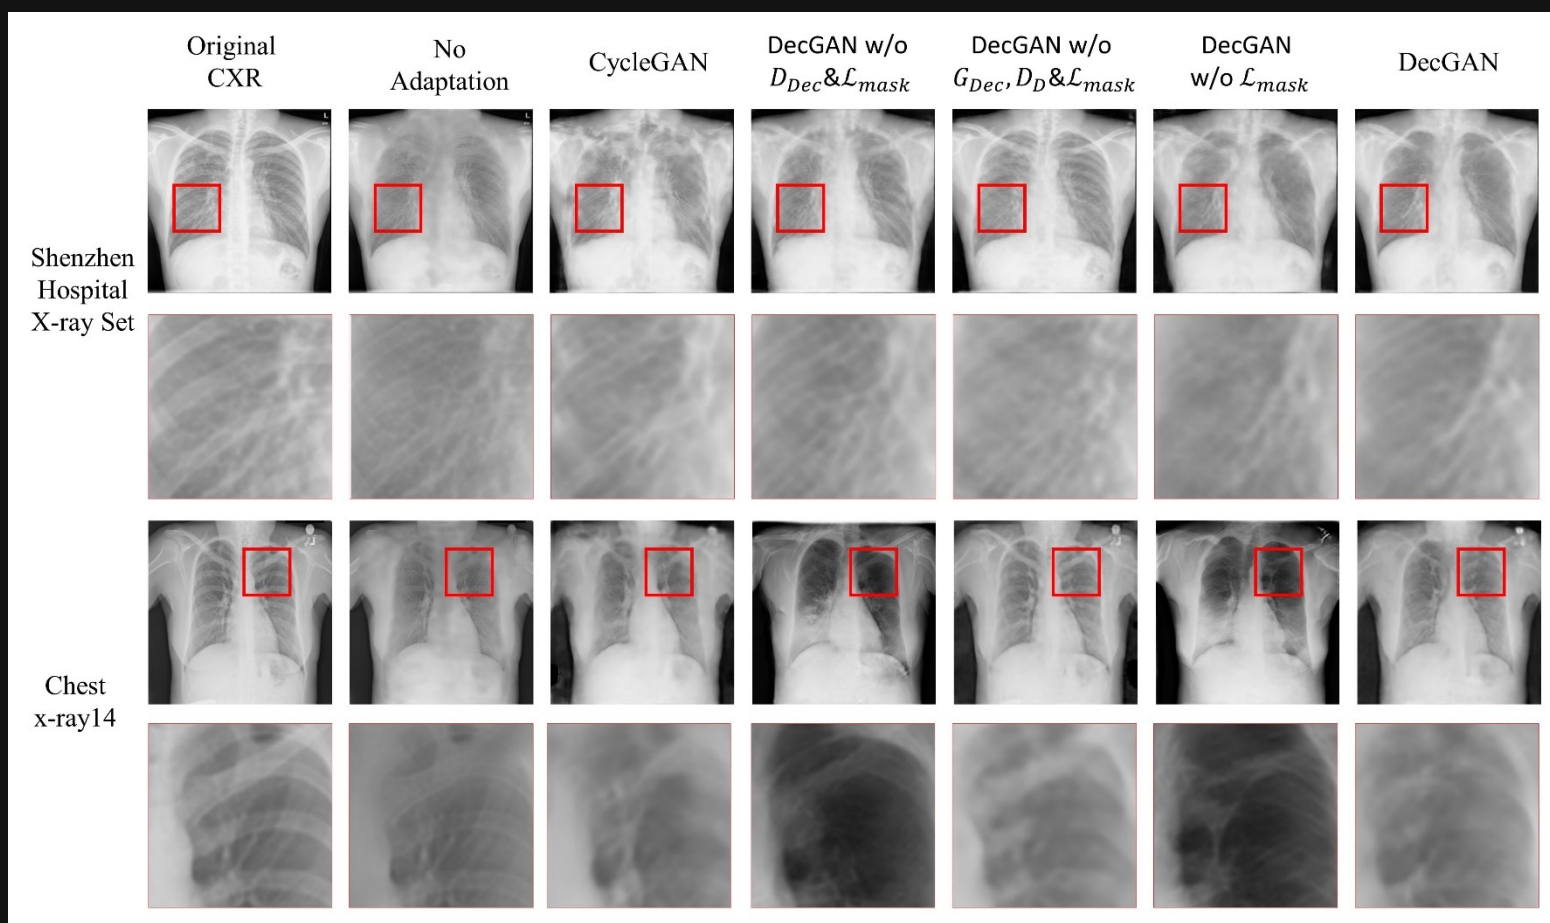 Original
CXR
No
Adaptation
CycleGAN
DecGAN w/o
D_Dec&ℒ_mask
DecGAN w/o
G_Dec, D_D&ℒ_mask
DecGAN
w/o ℒ_mask
DecGAN
Shenzhen
Hospital
X-ray Set
Chest
x-ray14